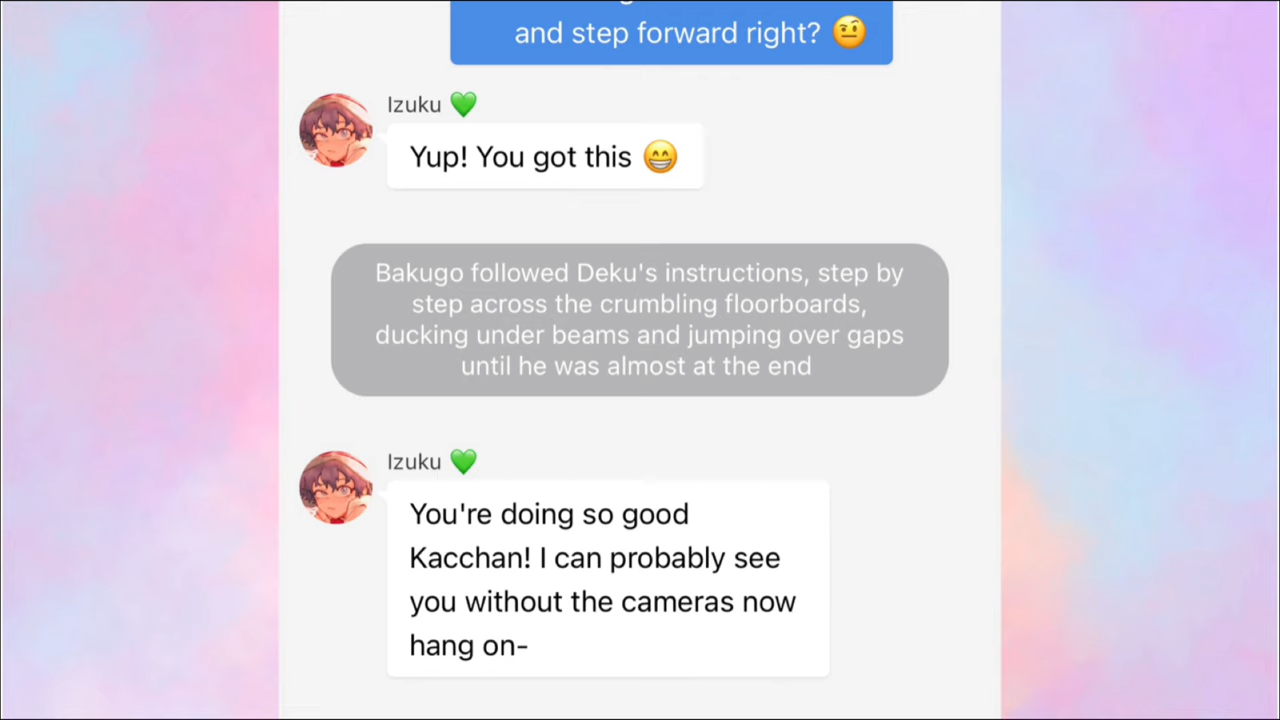 and step forward right? 🤨
Izuku 💚
Yup! You got this 😁
Bakugo followed Deku's instructions, step by
step across the crumbling floorboards,
ducking under beams and jumping over gaps
until he was almost at the end
Izuku 💚
You're doing so good
Kacchan! I can probably see
you without the cameras now
hang on-